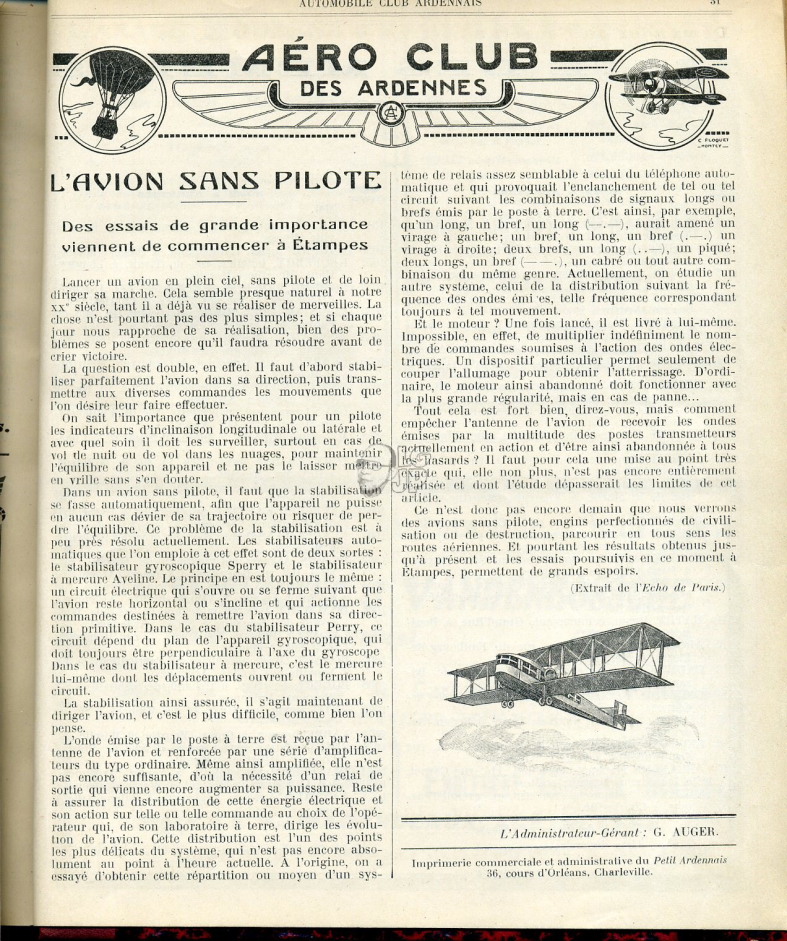 AUTOMOBILE CLUB ARDENNAIS 31
AÉRO CLUB
DES ARDENNES
C. FLOQUET
L'AVION SANS PILOTE
Des essais de grande importance
viennent de commencer à Étampes
Lancer un avion en plein ciel, sans pilote et de loin
diriger sa marche. Cela semble presque naturel à notre
XXe siècle, tant il a déjà vu se réaliser de merveilles. La
chose n'est pourtant pas des plus simples; et si chaque
jour nous rapproche de sa réalisation, bien des pro-
blèmes se posent encore qu'il faudra résoudre avant de
crier victoire.
La question est double, en effet. Il faut d'abord stabi-
liser parfaitement l'avion dans sa direction, puis trans-
mettre aux diverses commandes les mouvements que
l'on désire leur faire effectuer.
On sait l'importance que présentent pour un pilote
les indicateurs d'inclinaison longitudinale ou latérale et
avec quel soin il doit les surveiller, surtout en cas de
vol de nuit ou de vol dans les nuages, pour maintenir
l'équilibre de son appareil et ne pas le laisser mettre
en vrille sans s'en douter.
Dans un avion sans pilote, il faut que la stabilisation
se fasse automatiquement, afin que l'appareil ne puisse
en aucun cas dévier de sa trajectoire ou risquer de per-
dre l'équilibre. Ce problème de la stabilisation est à
peu près résolu actuellement. Les stabilisateurs auto-
matiques que l'on emploie à cet effet sont de deux sortes :
le stabilisateur gyroscopique Sperry et le stabilisateur
à mercure Aveline. Le principe en est toujours le même :
un circuit électrique qui s'ouvre ou se ferme suivant que
l'avion reste horizontal ou s'incline et qui actionne les
commandes destinées à remettre l'avion dans sa direc-
tion primitive. Dans le cas du stabilisateur Perry, ce
circuit dépend du plan de l'appareil gyroscopique, qui
doit toujours être perpendiculaire à l'axe du gyroscope
Dans le cas du stabilisateur à mercure, c'est le mercure
lui-même dont les déplacements ouvrent ou ferment le
circuit.
La stabilisation ainsi assurée, il s'agit maintenant de
diriger l'avion, et c'est le plus difficile, comme bien l'on
pense.
L'onde émise par le poste à terre est reçue par l'an-
tenne de l'avion et renforcée par une série d'amplifica-
teurs du type ordinaire. Même ainsi amplifiée, elle n'est
pas encore suffisante, d'où la nécessité d'un relai de
sortie qui vienne encore augmenter sa puissance. Reste
à assurer la distribution de cette énergie électrique et
son action sur telle ou telle commande au choix de l'opé-
rateur qui, de son laboratoire à terre, dirige les évolu-
tion de l'avion. Cette distribution est l'un des points
les plus délicats du système, qui n'est pas encore abso-
lument au point à l'heure actuelle. A l'origine, on a
essayé d'obtenir cette répartition ou moyen d'un sys-
tème de relais assez semblable à celui du téléphone auto-
matique et qui provoquait l'enclanchement de tel ou tel
circuit suivant les combinaisons de signaux longs ou
brefs émis par le poste à terre. C'est ainsi, par exemple,
qu'un long, un bref, un long (—.—), aurait amené un
virage à gauche; un bref, un long, un bref (.—.) un
virage à droite; deux brefs, un long (..—), un piqué;
deux longs, un bref (— —.), un cabré ou tout autre com-
binaison du même genre. Actuellement, on étudie un
autre système, celui de la distribution suivant la fré-
quence des ondes émi es, telle fréquence correspondant
toujours à tel mouvement.
Et le moteur ? Une fois lancé, il est livré à lui-même.
Impossible, en effet, de multiplier indéfiniment le nom-
bre de commandes soumises à l'action des ondes élec-
triques. Un dispositif particulier permet seulement de
couper l'allumage pour obtenir l'atterrissage. D'ordi-
naire, le moteur ainsi abandonné doit fonctionner avec
la plus grande régularité, mais en cas de panne...
Tout cela est fort bien, direz-vous, mais comment
empêcher l'antenne de l'avion de recevoir les ondes
émises par la multitude des postes transmetteurs
actuellement en action et d'être ainsi abandonnée à tous
les hasards ? Il faut pour cela une mise au point très
exacte qui, elle non plus, n'est pas encore entièrement
réalisée et dont l'étude dépasserait les limites de cet
article.
Ce n'est donc pas encore demain que nous verrons
des avions sans pilote, engins perfectionnés de civili-
sation ou de destruction, parcourir en tous sens les
routes aériennes. Et pourtant les résultats obtenus jus-
qu'à présent et les essais poursuivis en ce moment à
Étampes, permettent de grands espoirs.
(Extrait de l'Echo de Paris.)
L'Administrateur-Gérant : G. AUGER.
Imprimerie commerciale et administrative du Petit Ardennais
36, cours d'Orléans, Charleville.